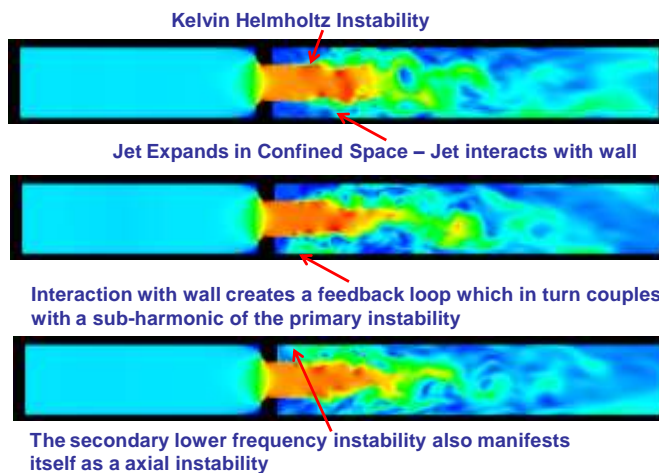 Kelvin Helmholtz Instability
Jet Expands in Confined Space – Jet interacts with wall
Interaction with wall creates a feedback loop which in turn couples
with a sub-harmonic of the primary instability
The secondary lower frequency instability also manifests
itself as a axial instability